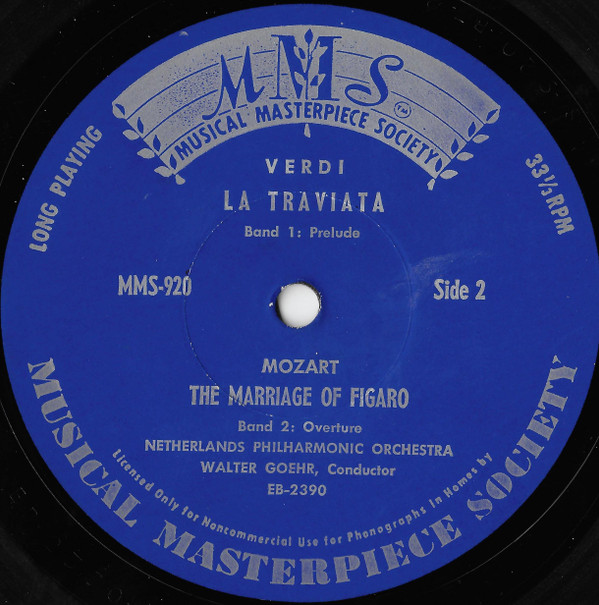 MMS
TM
MUSICAL MASTERPIECE SOCIETY
LONG PLAYING
33⅓ RPM
VERDI
LA TRAVIATA
Band 1: Prelude
MMS-920
Side 2
MOZART
THE MARRIAGE OF FIGARO
Band 2: Overture
NETHERLANDS PHILHARMONIC ORCHESTRA
WALTER GOEHR, Conductor
EB-2390
Licensed Only for Noncommercial Use for Phonographs in Homes by
MUSICAL MASTERPIECE SOCIETY